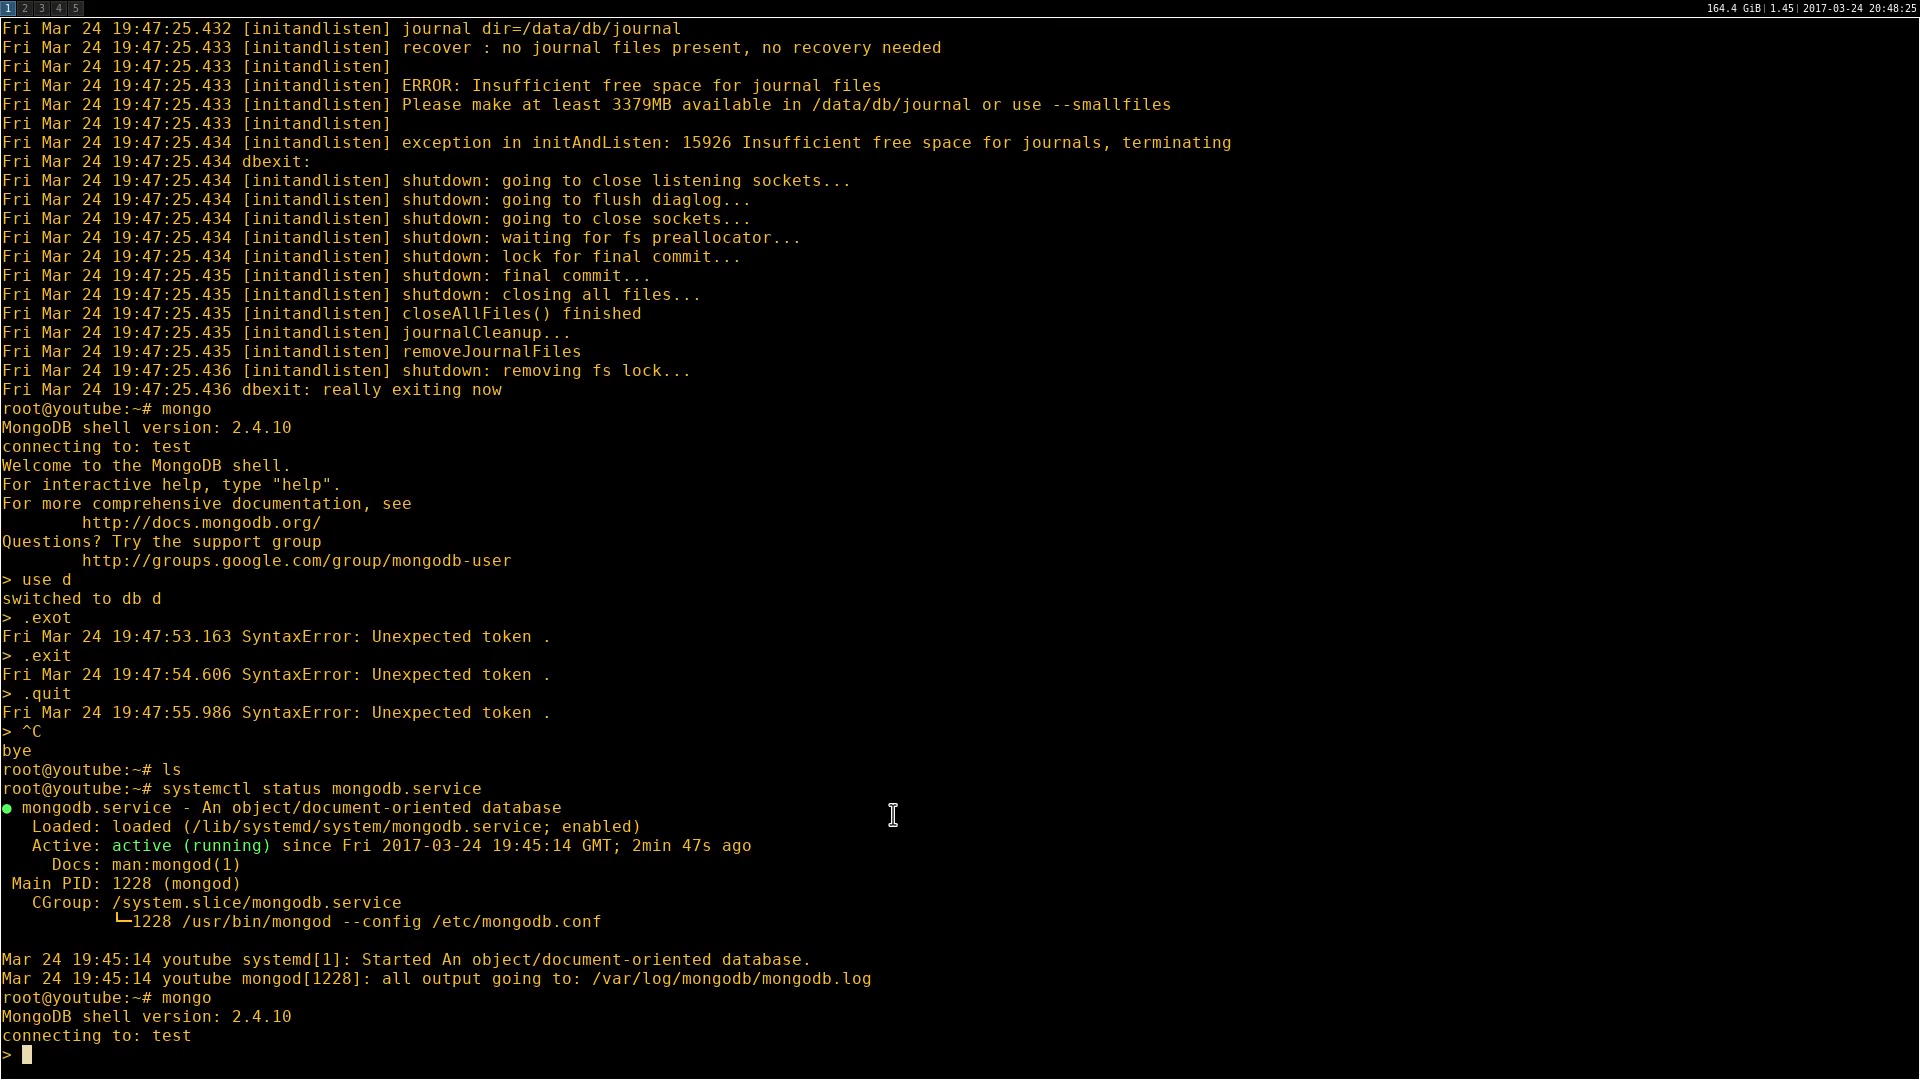 1 2 3 4 5 164.4 GiB| 1.45| 2017-03-24 20:48:25
Fri Mar 24 19:47:25.432 [initandlisten] journal dir=/data/db/journal
Fri Mar 24 19:47:25.433 [initandlisten] recover : no journal files present, no recovery needed
Fri Mar 24 19:47:25.433 [initandlisten]
Fri Mar 24 19:47:25.433 [initandlisten] ERROR: Insufficient free space for journal files
Fri Mar 24 19:47:25.433 [initandlisten] Please make at least 3379MB available in /data/db/journal or use --smallfiles
Fri Mar 24 19:47:25.433 [initandlisten]
Fri Mar 24 19:47:25.434 [initandlisten] exception in initAndListen: 15926 Insufficient free space for journals, terminating
Fri Mar 24 19:47:25.434 dbexit:
Fri Mar 24 19:47:25.434 [initandlisten] shutdown: going to close listening sockets...
Fri Mar 24 19:47:25.434 [initandlisten] shutdown: going to flush diaglog...
Fri Mar 24 19:47:25.434 [initandlisten] shutdown: going to close sockets...
Fri Mar 24 19:47:25.434 [initandlisten] shutdown: waiting for fs preallocator...
Fri Mar 24 19:47:25.434 [initandlisten] shutdown: lock for final commit...
Fri Mar 24 19:47:25.435 [initandlisten] shutdown: final commit...
Fri Mar 24 19:47:25.435 [initandlisten] shutdown: closing all files...
Fri Mar 24 19:47:25.435 [initandlisten] closeAllFiles() finished
Fri Mar 24 19:47:25.435 [initandlisten] journalCleanup...
Fri Mar 24 19:47:25.435 [initandlisten] removeJournalFiles
Fri Mar 24 19:47:25.436 [initandlisten] shutdown: removing fs lock...
Fri Mar 24 19:47:25.436 dbexit: really exiting now
root@youtube:~# mongo
MongoDB shell version: 2.4.10
connecting to: test
Welcome to the MongoDB shell.
For interactive help, type "help".
For more comprehensive documentation, see
http://docs.mongodb.org/
Questions? Try the support group
http://groups.google.com/group/mongodb-user
> use d
switched to db d
> .exot
Fri Mar 24 19:47:53.163 SyntaxError: Unexpected token .
> .exit
Fri Mar 24 19:47:54.606 SyntaxError: Unexpected token .
> .quit
Fri Mar 24 19:47:55.986 SyntaxError: Unexpected token .
> ^C
bye
root@youtube:~# ls
root@youtube:~# systemctl status mongodb.service
● mongodb.service - An object/document-oriented database
Loaded: loaded (/lib/systemd/system/mongodb.service; enabled)
Active: active (running) since Fri 2017-03-24 19:45:14 GMT; 2min 47s ago
Docs: man:mongod(1)
Main PID: 1228 (mongod)
CGroup: /system.slice/mongodb.service
└─1228 /usr/bin/mongod --config /etc/mongodb.conf
Mar 24 19:45:14 youtube systemd[1]: Started An object/document-oriented database.
Mar 24 19:45:14 youtube mongod[1228]: all output going to: /var/log/mongodb/mongodb.log
root@youtube:~# mongo
MongoDB shell version: 2.4.10
connecting to: test
>